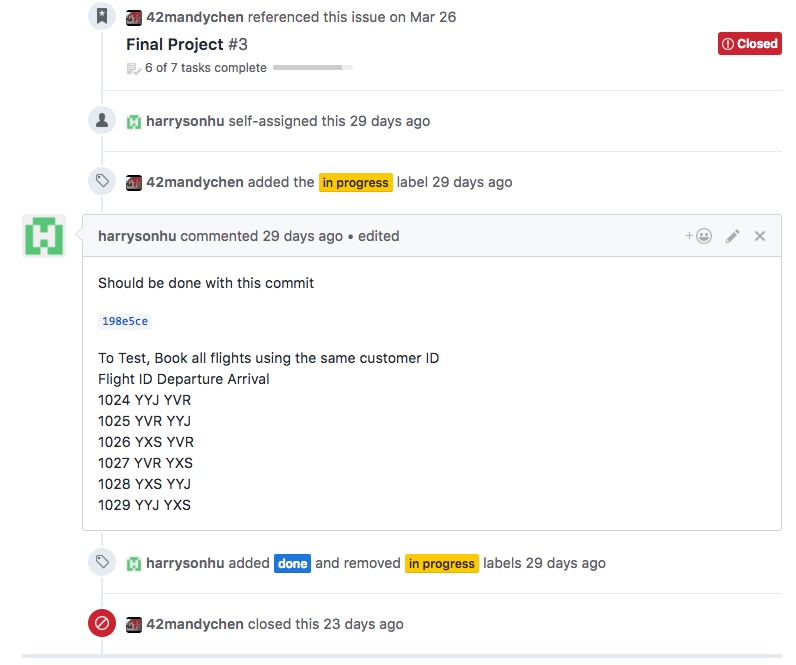 42mandychen referenced this issue on Mar 26
Final Project #3
Closed
6 of 7 tasks complete
harrysonhu self-assigned this 29 days ago
42mandychen added the in progress label 29 days ago
harrysonhu commented 29 days ago • edited
Should be done with this commit
198e5ce
To Test, Book all flights using the same customer ID
Flight ID Departure Arrival
1024 YYJ YVR
1025 YVR YYJ
1026 YXS YVR
1027 YVR YXS
1028 YXS YYJ
1029 YYJ YXS
harrysonhu added done and removed in progress labels 29 days ago
42mandychen closed this 23 days ago